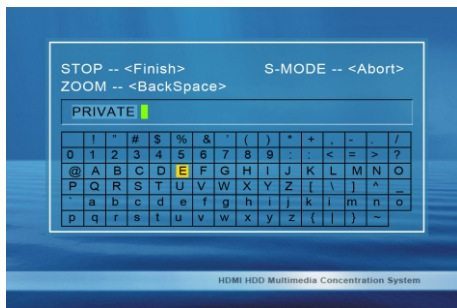 STOP -- <Finish> S-MODE -- <Abort>
ZOOM -- <BackSpace>
PRIVATE
! " # $ % & ' ( ) * + , - . /
0 1 2 3 4 5 6 7 8 9 : ; < = > ?
@ A B C D E F G H I J K L M N O
P Q R S T U V W X Y Z [ \ ] ^ _
` a b c d e f g h i j k l m n o
p q r s t u v w x y z { | } ~
HDMI HDD Multimedia Concentration System